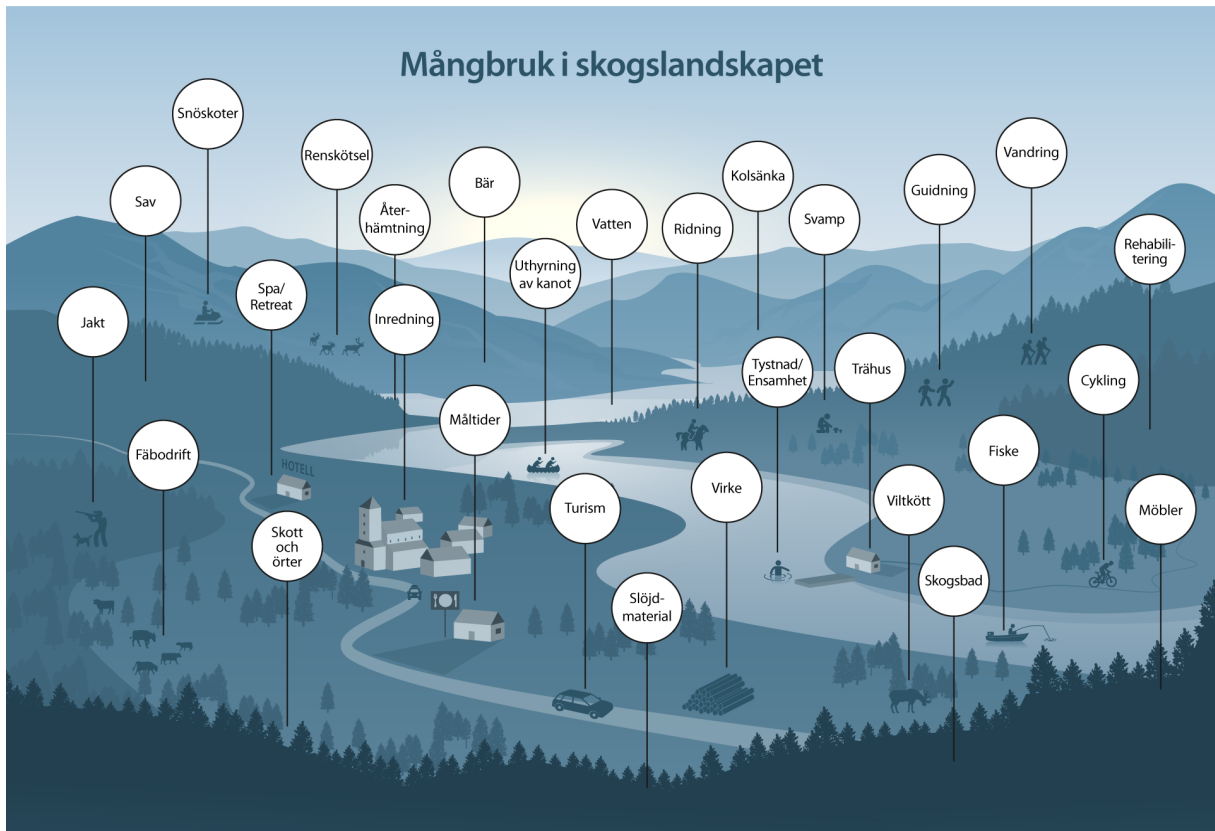 Mångbruk i skogslandskapet
Snöskoter
Renskötsel
Bär
Kolsänka
Vandring
Sav
Åter-
hämtning
Vatten
Ridning
Svamp
Guidning
Rehabili-
tering
Jakt
Spa/
Retreat
Inredning
Uthyrning
av kanot
Tystnad/
Ensamhet
Trähus
Cykling
Fäbodrift
HOTELL
Måltider
Fiske
Skott
och
örter
Turism
Virke
Viltkött
Möbler
Slöjd-
material
Skogsbad